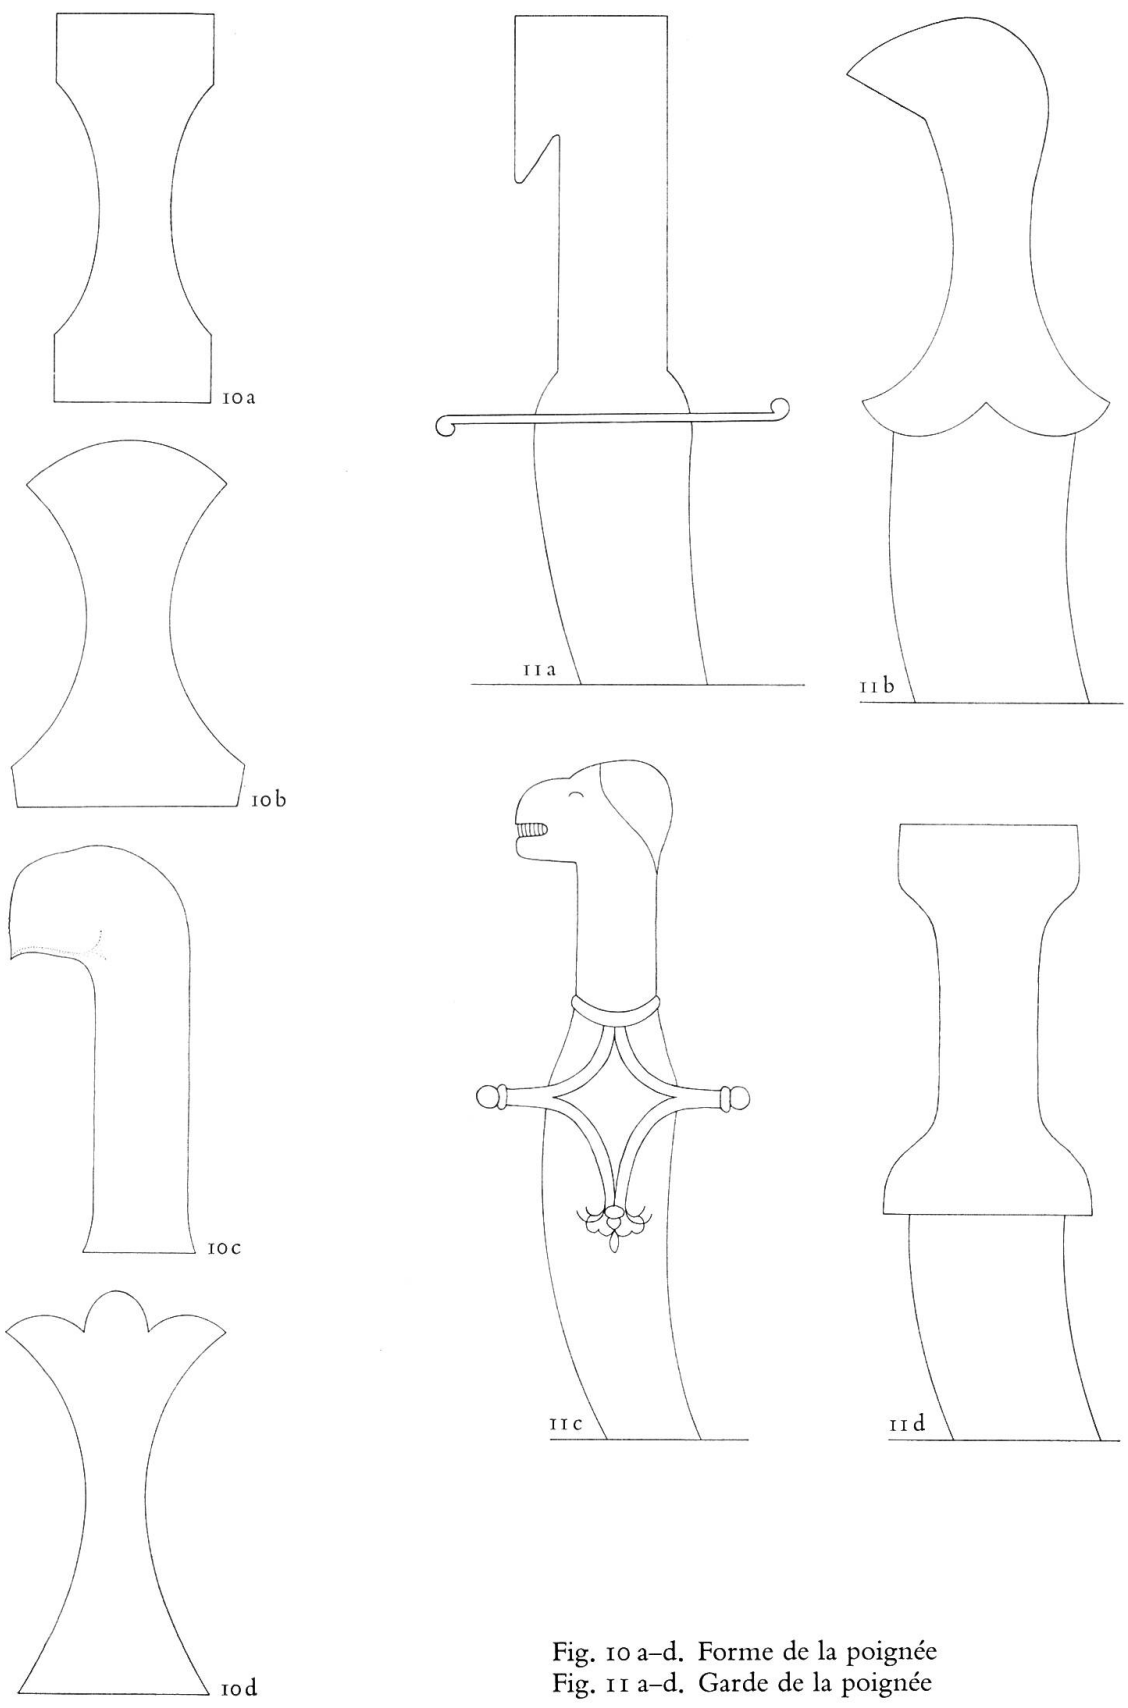 10a
10b
10c
10d
11a
11b
11c
11d
Fig. 10 a–d. Forme de la poignée
Fig. 11 a–d. Garde de la poignée